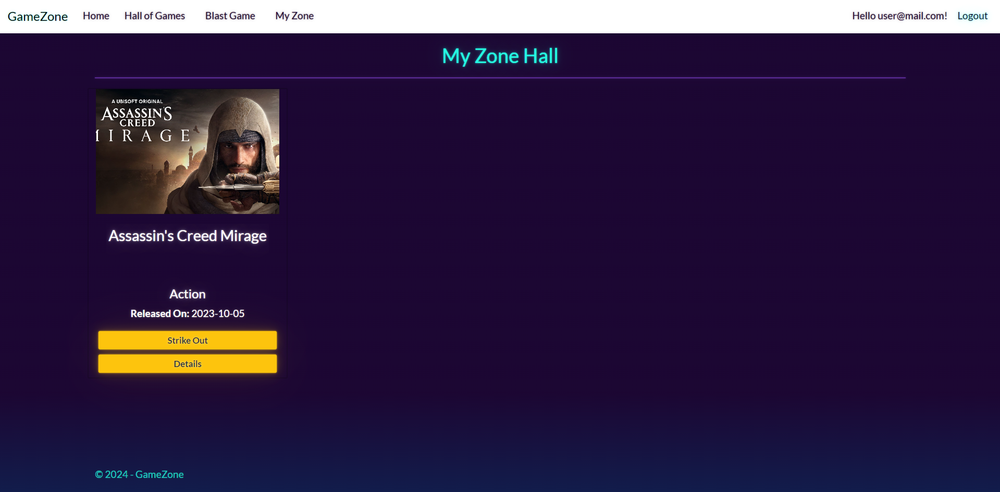 GameZone Home Hall of Games Blast Game My Zone Hello user@mail.com! Logout
My Zone Hall
A UBISOFT ORIGINAL
ASSASSIN'S
CREED
MIRAGE
Assassin's Creed Mirage
Action
Released On: 2023-10-05
Strike Out
Details
© 2024 - GameZone